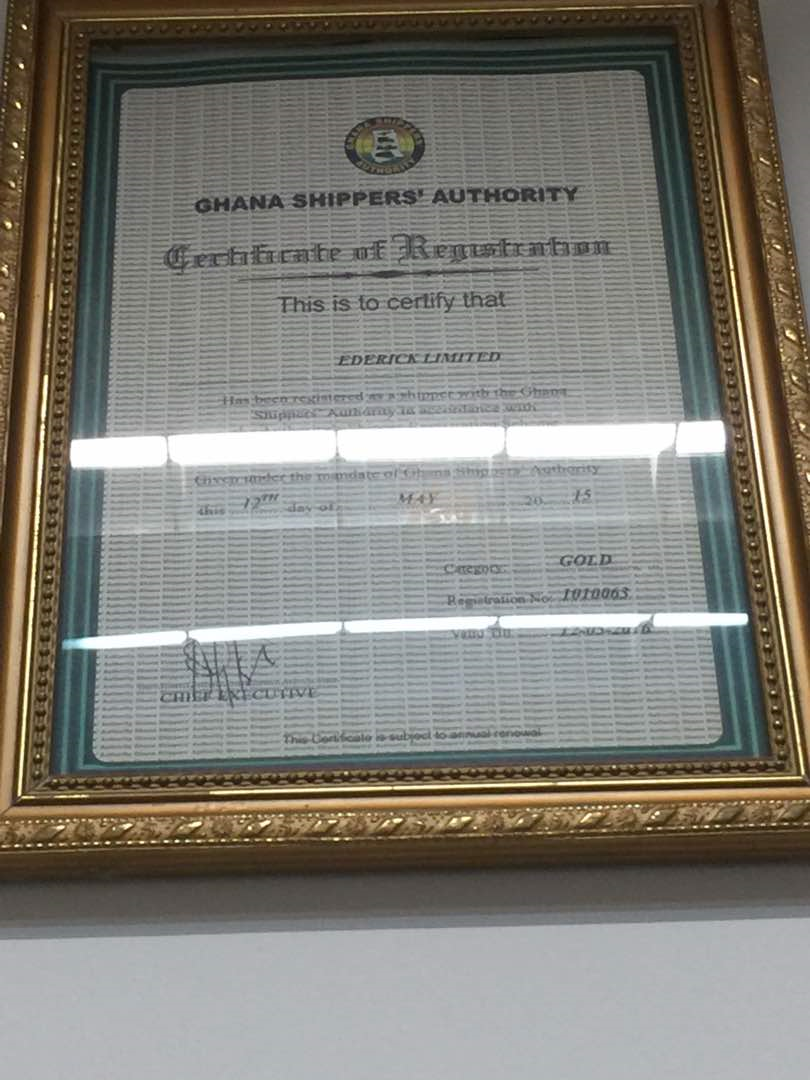 GHANA SHIPPERS AUTHORITY
GHANA SHIPPERS' AUTHORITY
Certificate of Registration
This is to certify that
EDERICK LIMITED
Has been registered as a shipper with the Ghana
Shippers' Authority in accordance with
Given under the mandate of Ghana Shippers' Authority
this 12TH day of MAY 20 15
Category: GOLD
Registration No: 1010063
Valid Till 12-05-2016
CHIEF EXECUTIVE
This Certificate is subject to annual renewal